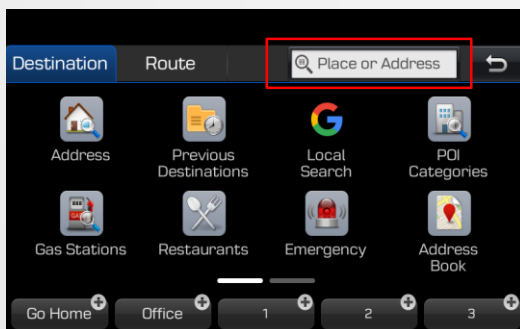 Destination
Route
Place or Address
Address
Previous
Destinations
Local
Search
POI
Categories
Gas Stations
Restaurants
Emergency
Address
Book
Go Home
Office
1
2
3